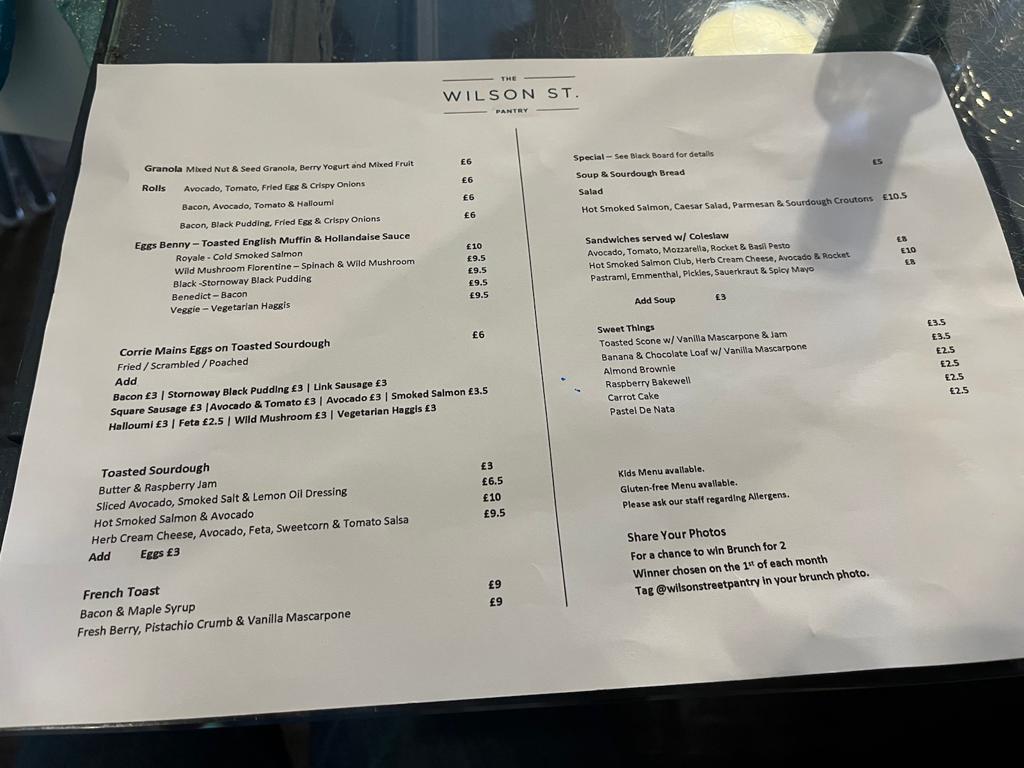 THE
WILSON ST.
PANTRY
Granola Mixed Nut & Seed Granola, Berry Yogurt and Mixed Fruit £6
Rolls Avocado, Tomato, Fried Egg & Crispy Onions £6
Bacon, Avocado, Tomato & Halloumi £6
Bacon, Black Pudding, Fried Egg & Crispy Onions £6
Eggs Benny – Toasted English Muffin & Hollandaise Sauce
Royale - Cold Smoked Salmon £10
Wild Mushroom Florentine – Spinach & Wild Mushroom £9.5
Black -Stornoway Black Pudding £9.5
Benedict – Bacon £9.5
Veggie – Vegetarian Haggis £9.5
Corrie Mains Eggs on Toasted Sourdough £6
Fried / Scrambled / Poached
Add
Bacon £3 | Stornoway Black Pudding £3 | Link Sausage £3
Square Sausage £3 |Avocado & Tomato £3 | Avocado £3 | Smoked Salmon £3.5
Halloumi £3 | Feta £2.5 | Wild Mushroom £3 | Vegetarian Haggis £3
Toasted Sourdough
Butter & Raspberry Jam £3
Sliced Avocado, Smoked Salt & Lemon Oil Dressing £6.5
Hot Smoked Salmon & Avocado £10
Herb Cream Cheese, Avocado, Feta, Sweetcorn & Tomato Salsa £9.5
Add Eggs £3
French Toast
Bacon & Maple Syrup £9
Fresh Berry, Pistachio Crumb & Vanilla Mascarpone £9
Special – See Black Board for details
Soup & Sourdough Bread £5
Salad
Hot Smoked Salmon, Caesar Salad, Parmesan & Sourdough Croutons £10.5
Sandwiches served w/ Coleslaw
Avocado, Tomato, Mozzarella, Rocket & Basil Pesto £8
Hot Smoked Salmon Club, Herb Cream Cheese, Avocado & Rocket £10
Pastrami, Emmenthal, Pickles, Sauerkraut & Spicy Mayo £8
Add Soup £3
Sweet Things
Toasted Scone w/ Vanilla Mascarpone & Jam £3.5
Banana & Chocolate Loaf w/ Vanilla Mascarpone £3.5
Almond Brownie £2.5
Raspberry Bakewell £2.5
Carrot Cake £2.5
Pastel De Nata £2.5
Kids Menu available.
Gluten-free Menu available.
Please ask our staff regarding Allergens.
Share Your Photos
For a chance to win Brunch for 2
Winner chosen on the 1st of each month
Tag @wilsonstreetpantry in your brunch photo.